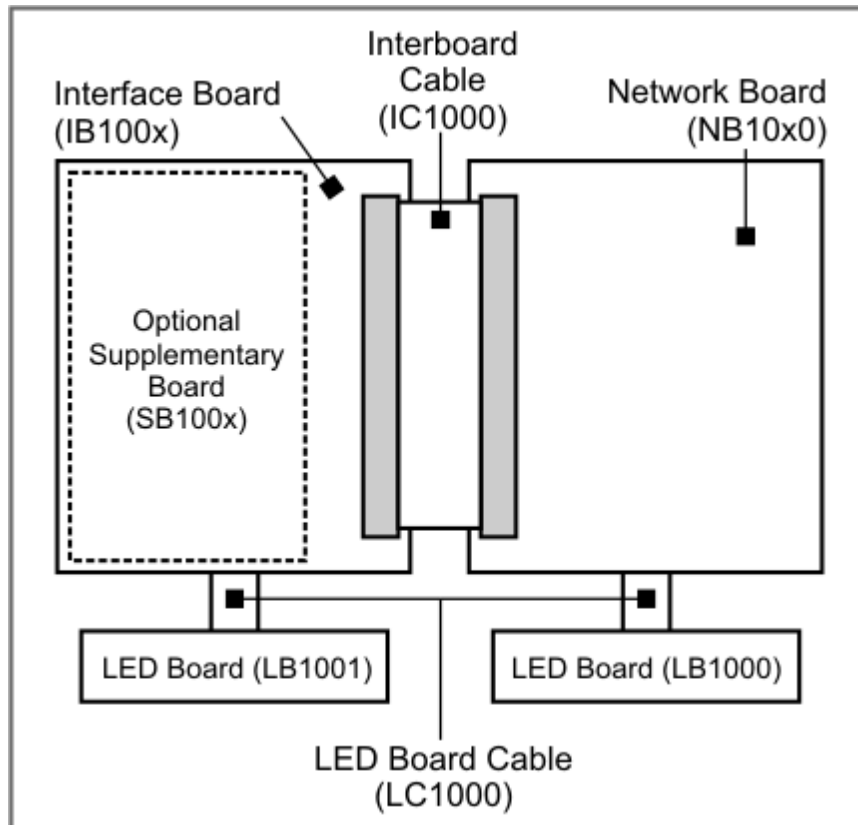 Interboard
Cable
(IC1000)
Interface Board
(IB100x)
Network Board
(NB10x0)
Optional
Supplementary
Board
(SB100x)
LED Board (LB1001)
LED Board (LB1000)
LED Board Cable
(LC1000)